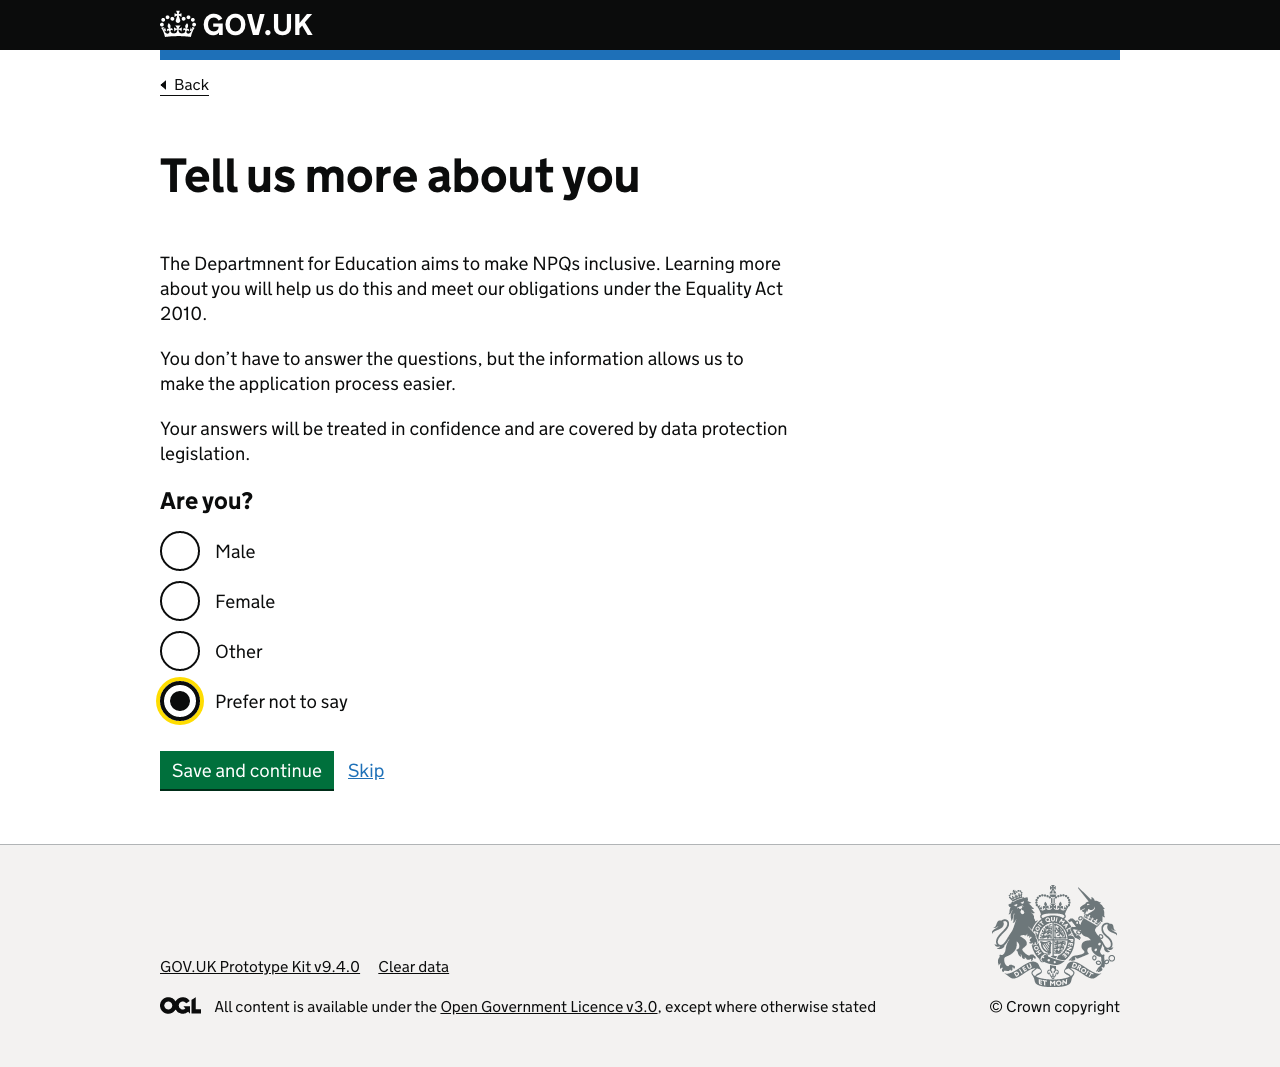 GOV.UK
Back
Tell us more about you
The Departmnent for Education aims to make NPQs inclusive. Learning more
about you will help us do this and meet our obligations under the Equality Act
2010.
You don’t have to answer the questions, but the information allows us to
make the application process easier.
Your answers will be treated in confidence and are covered by data protection
legislation.
Are you?
Male
Female
Other
Prefer not to say
Save and continue Skip
GOV.UK Prototype Kit v9.4.0 Clear data
OGL All content is available under the Open Government Licence v3.0, except where otherwise stated
© Crown copyright